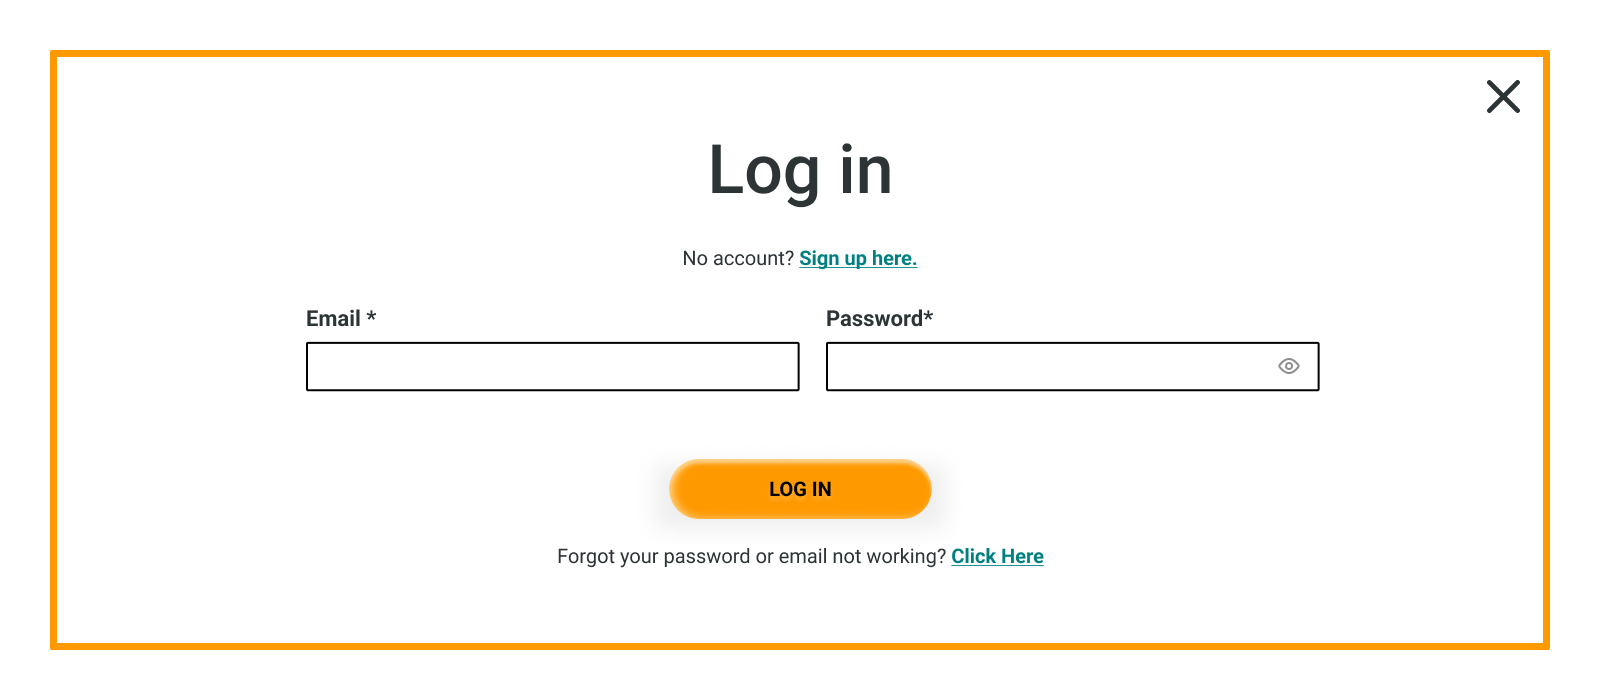 Log in
No account? Sign up here.
Email *
Password*
LOG IN
Forgot your password or email not working? Click Here